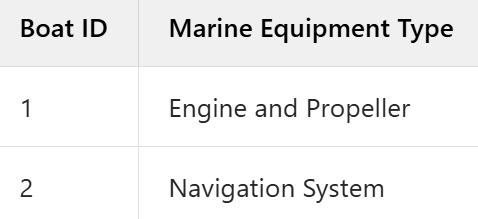 Boat ID Marine Equipment Type
1 Engine and Propeller
2 Navigation System